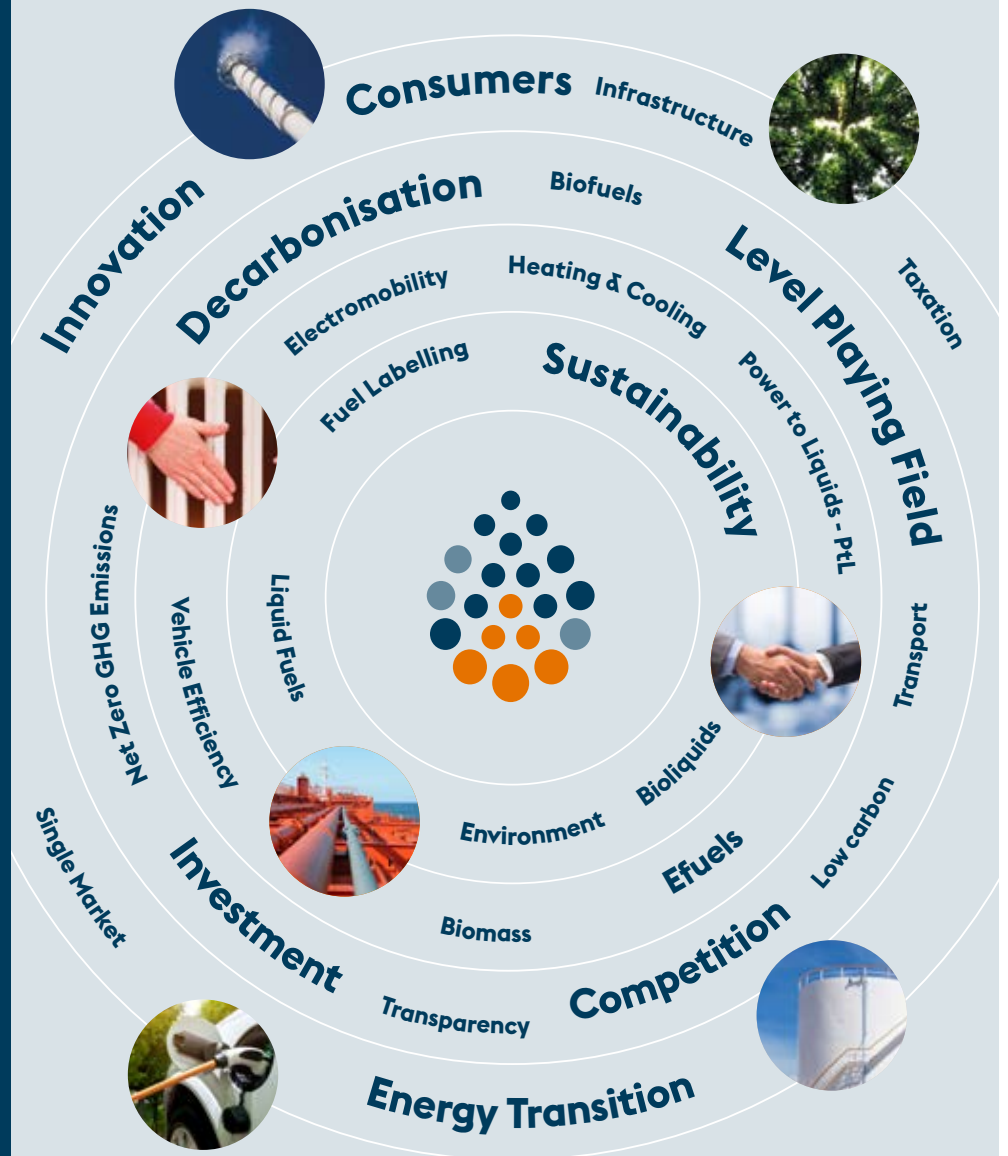 Consumers
Infrastructure
Innovation
Decarbonisation
Biofuels
Level Playing Field
Taxation
Electromobility
Heating & Cooling
Fuel Labelling
Sustainability
Power to Liquids - PtL
Net Zero GHG Emissions
Vehicle Efficiency
Liquid Fuels
Transport
Bioliquids
Environment
Low carbon
Single Market
Investment
Efuels
Biomass
Competition
Transparency
Energy Transition